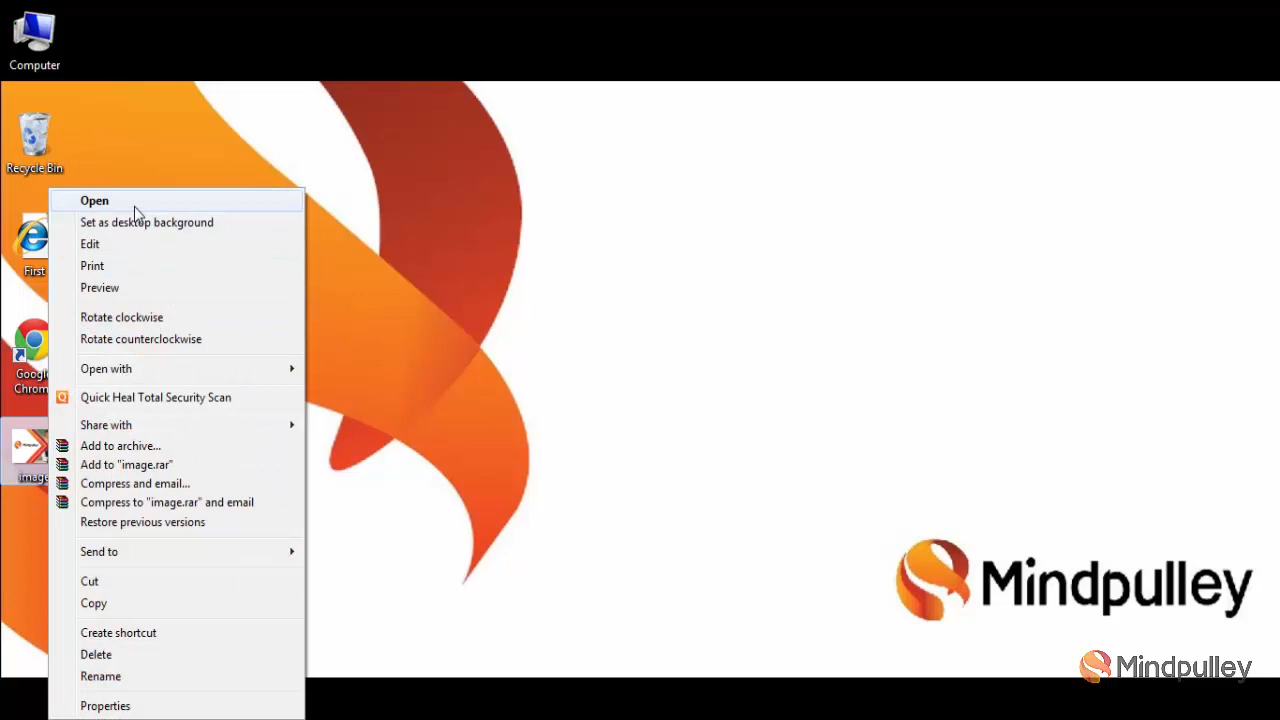 Computer
Recycle Bin
First
Google
Chrom
image
Open
Set as desktop background
Edit
Print
Preview
Rotate clockwise
Rotate counterclockwise
Open with
Quick Heal Total Security Scan
Share with
Add to archive...
Add to "image.rar"
Compress and email...
Compress to "image.rar" and email
Restore previous versions
Send to
Cut
Copy
Create shortcut
Delete
Rename
Properties
Mindpulley
Mindpulley